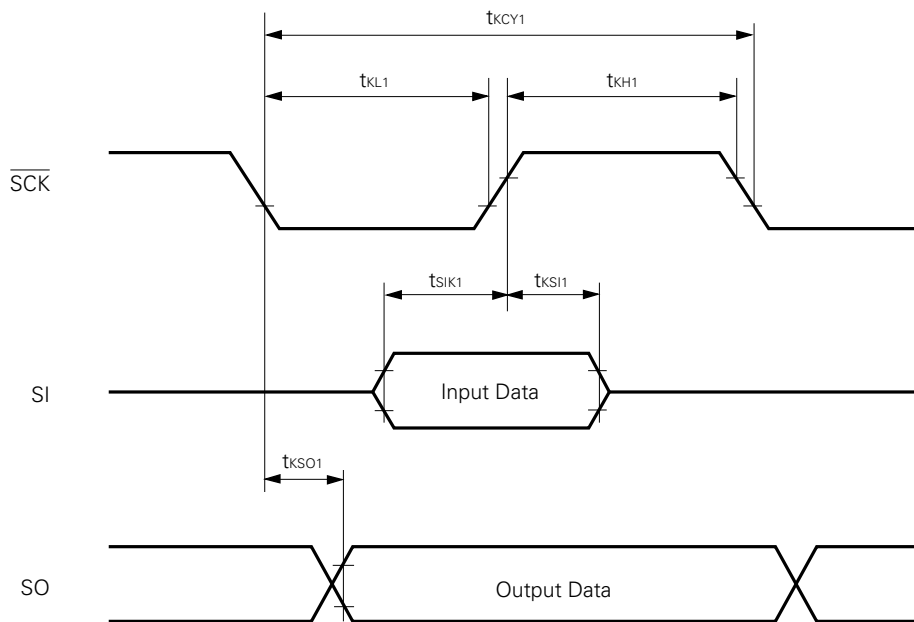 tKCY1
tKL1 tKH1
SCK
tSIK1 tKSI1
SI Input Data
tKSO1
SO Output Data